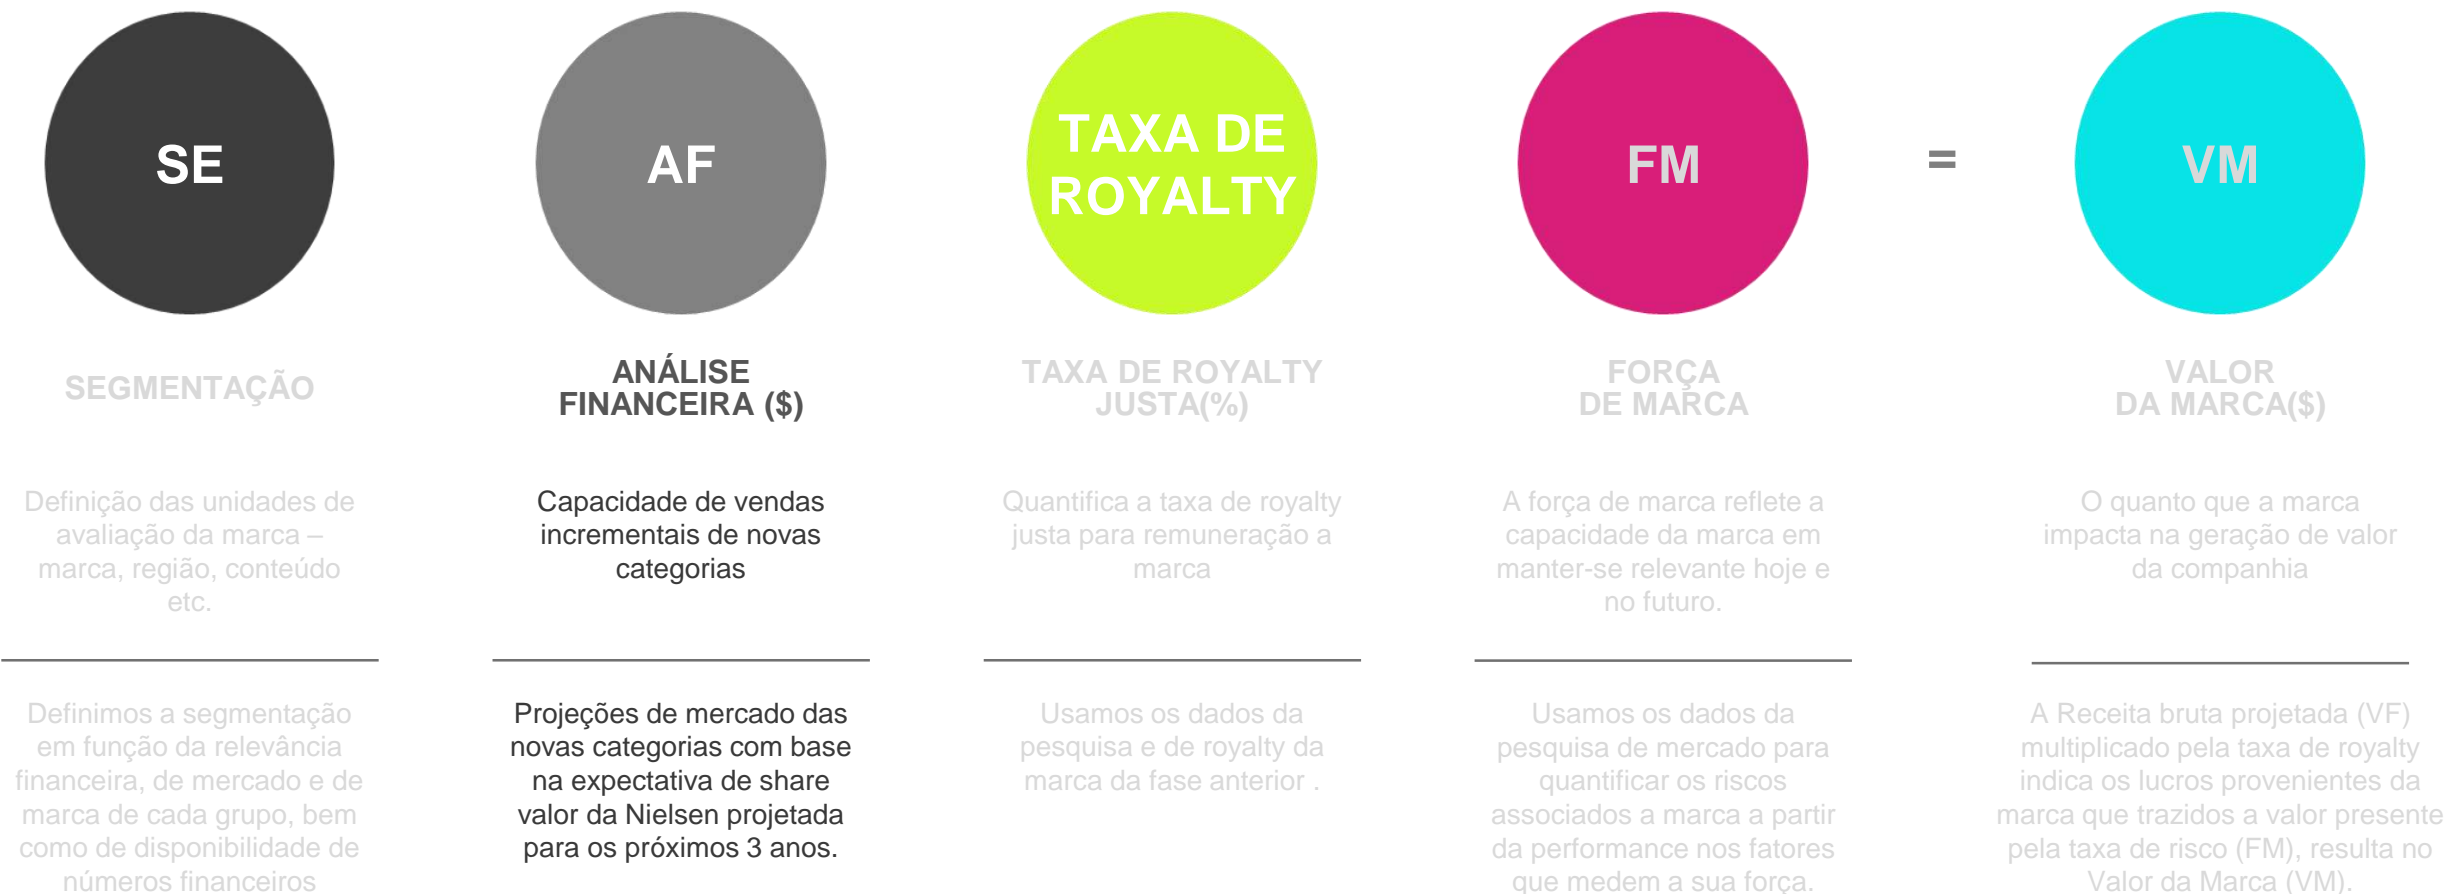 SE
AF
TAXA DE
ROYALTY
FM
=
VM
SEGMENTAÇÃO
ANÁLISE
FINANCEIRA ($)
TAXA DE ROYALTY
JUSTA(%)
FORÇA
DE MARCA
VALOR
DA MARCA($)
Definição das unidades de
avaliação da marca –
marca, região, conteúdo
etc.
Capacidade de vendas
incrementais de novas
categorias
Quantifica a taxa de royalty
justa para remuneração a
marca
A força de marca reflete a
capacidade da marca em
manter-se relevante hoje e
no futuro.
O quanto que a marca
impacta na geração de valor
da companhia
Definimos a segmentação
em função da relevância
financeira, de mercado e de
marca de cada grupo, bem
como de disponibilidade de
números financeiros
Projeções de mercado das
novas categorias com base
na expectativa de share
valor da Nielsen projetada
para os próximos 3 anos.
Usamos os dados da
pesquisa e de royalty da
marca da fase anterior .
Usamos os dados da
pesquisa de mercado para
quantificar os riscos
associados a marca a partir
da performance nos fatores
que medem a sua força.
A Receita bruta projetada (VF)
multiplicado pela taxa de royalty
indica os lucros provenientes da
marca que trazidos a valor presente
pela taxa de risco (FM), resulta no
Valor da Marca (VM).